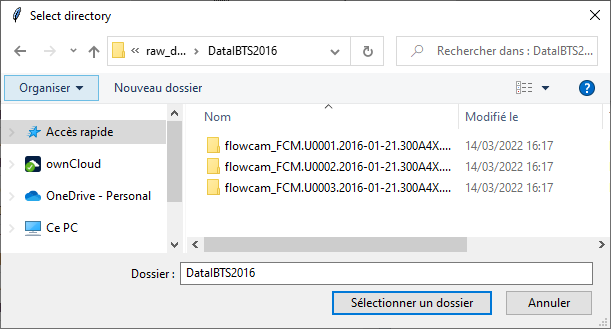 Select directory
raw_d... DataIBTS2016
Rechercher dans : DataIBTS2...
Organiser Nouveau dossier
Nom Modifié le
Accès rapide
ownCloud
OneDrive - Personal
Ce PC
flowcam_FCM.U0001.2016-01-21.300A4X.... 14/03/2022 16:17
flowcam_FCM.U0002.2016-01-21.300A4X.... 14/03/2022 16:17
flowcam_FCM.U0003.2016-01-21.300A4X.... 14/03/2022 16:17
Dossier : DataIBTS2016
Sélectionner un dossier Annuler